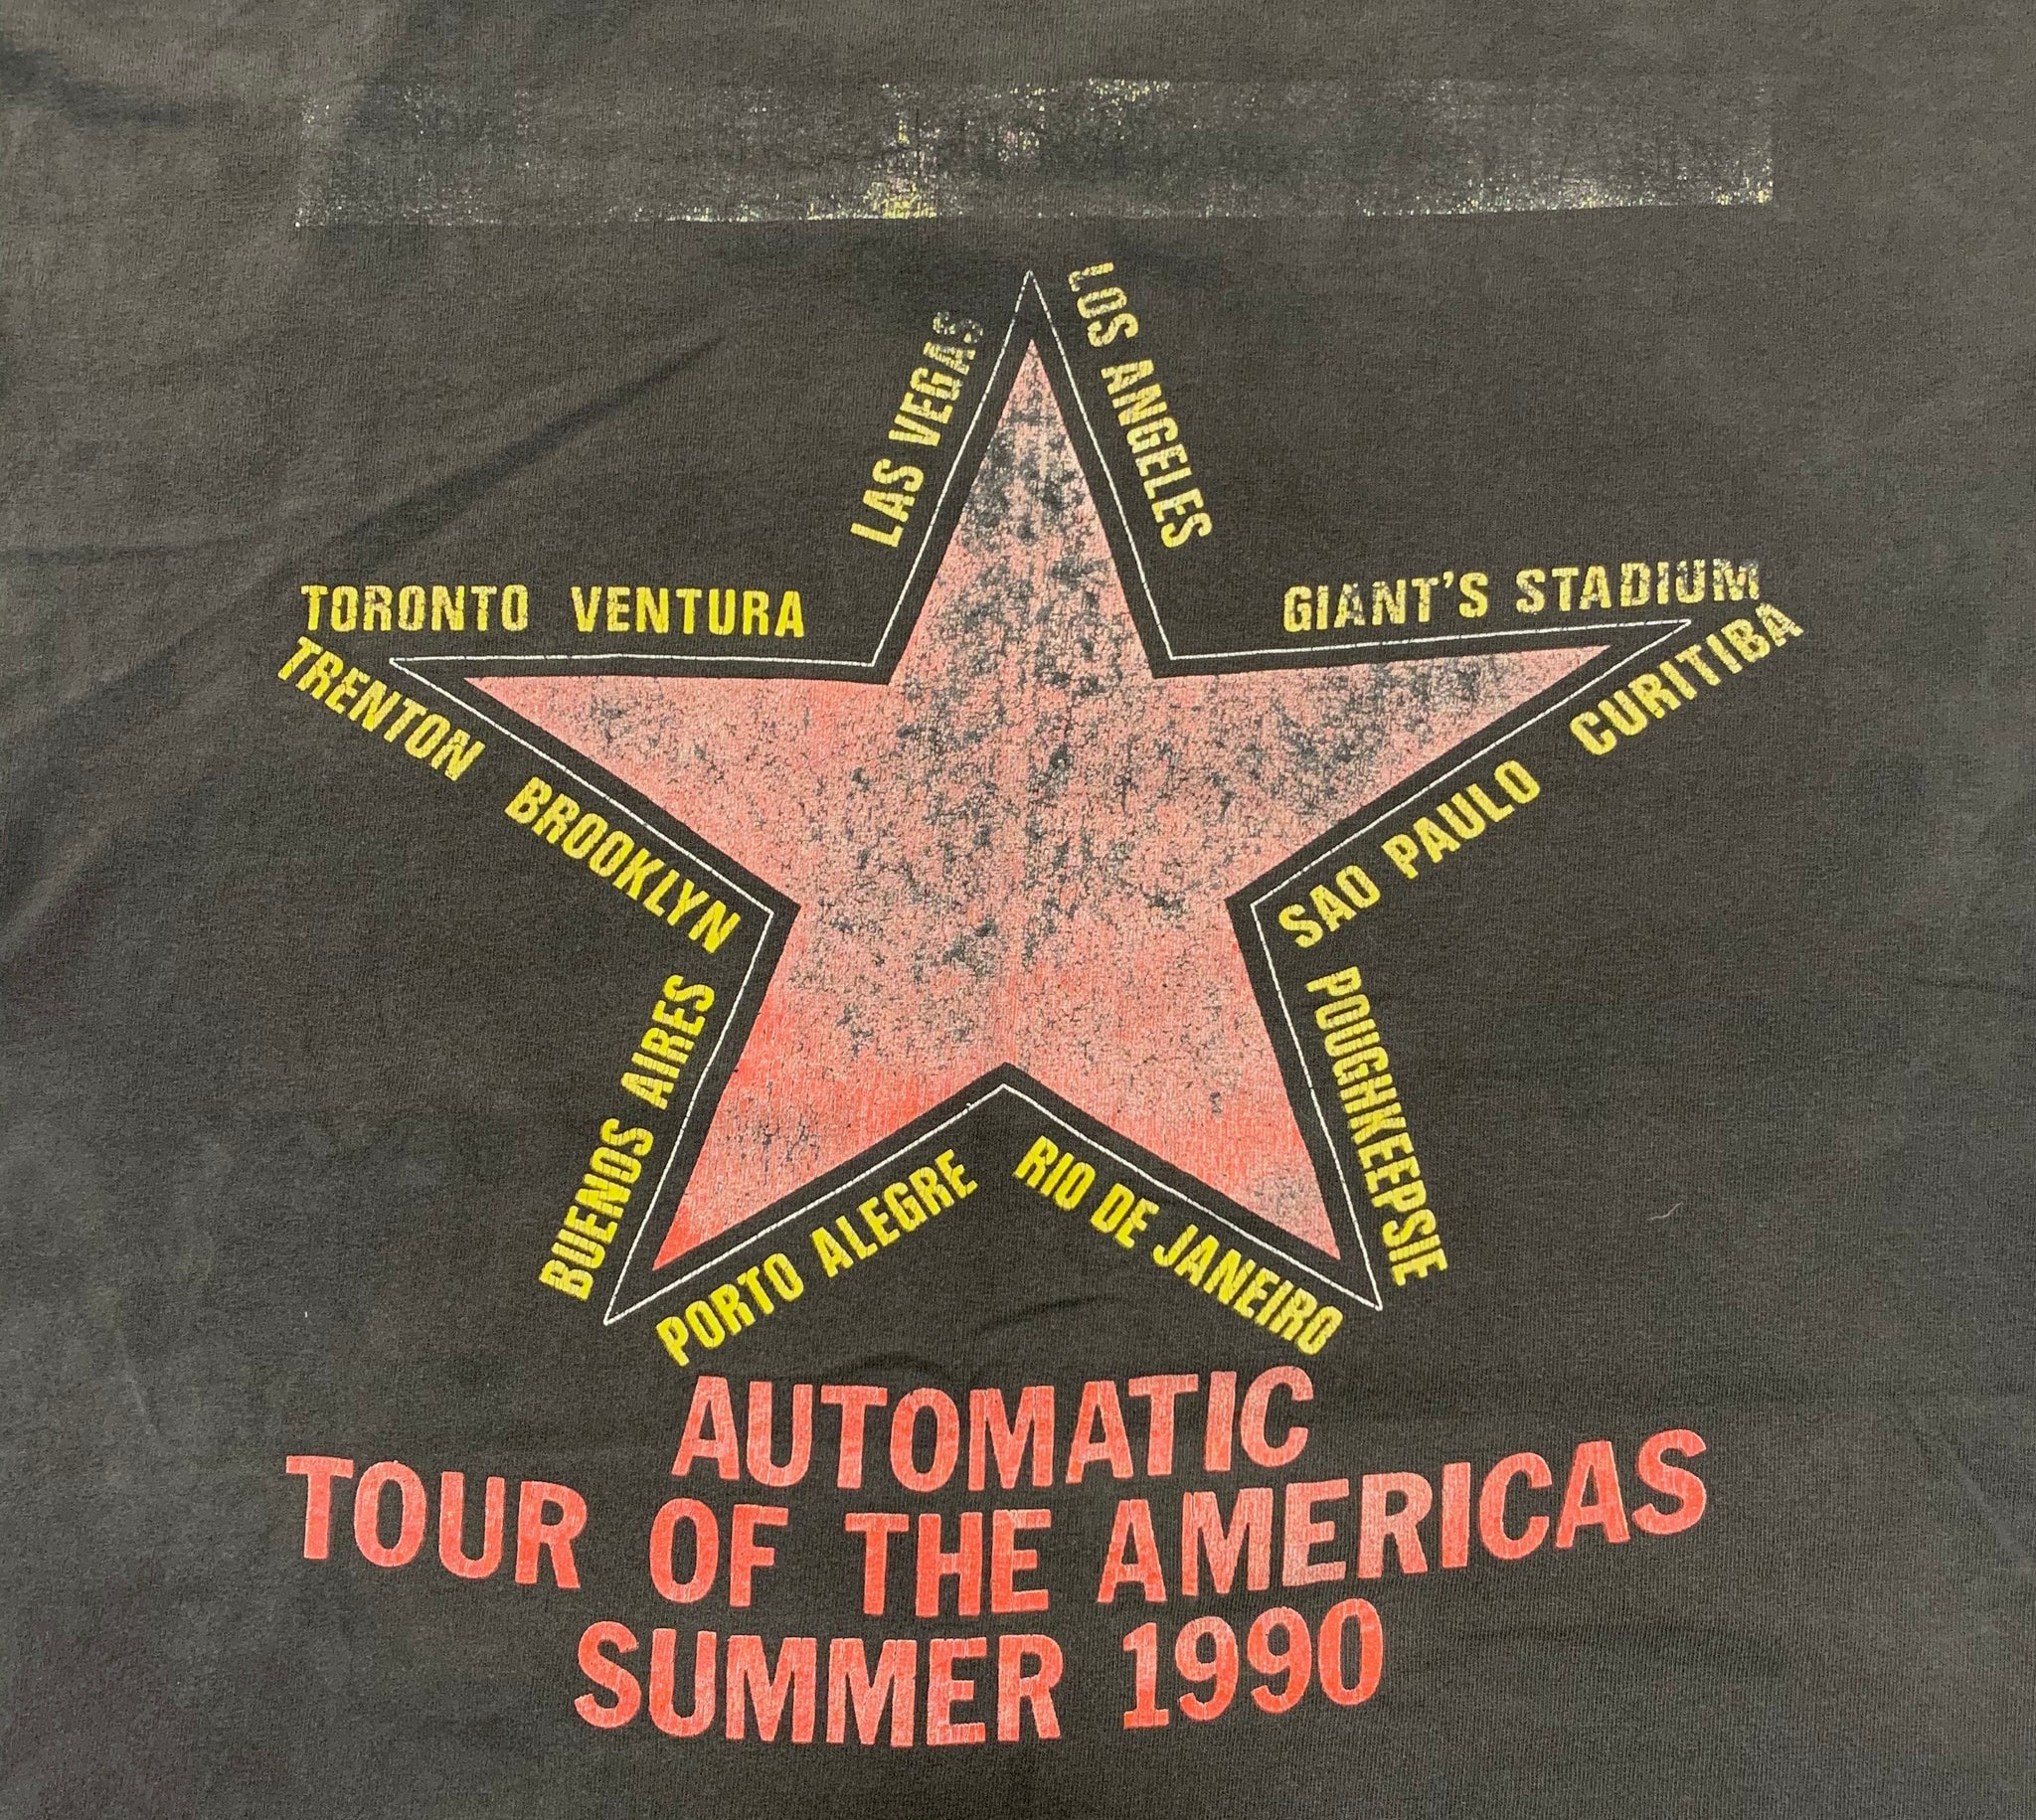 LAS VEGAS
LOS ANGELES
TORONTO VENTURA
GIANT'S STADIUM
TRENTON BROOKLYN
SAO PAULO CURITIBA
BUENOS AIRES
POUGHKEEPSIE
PORTO ALEGRE
RIO DE JANEIRO
AUTOMATIC
TOUR OF THE AMERICAS
SUMMER 1990